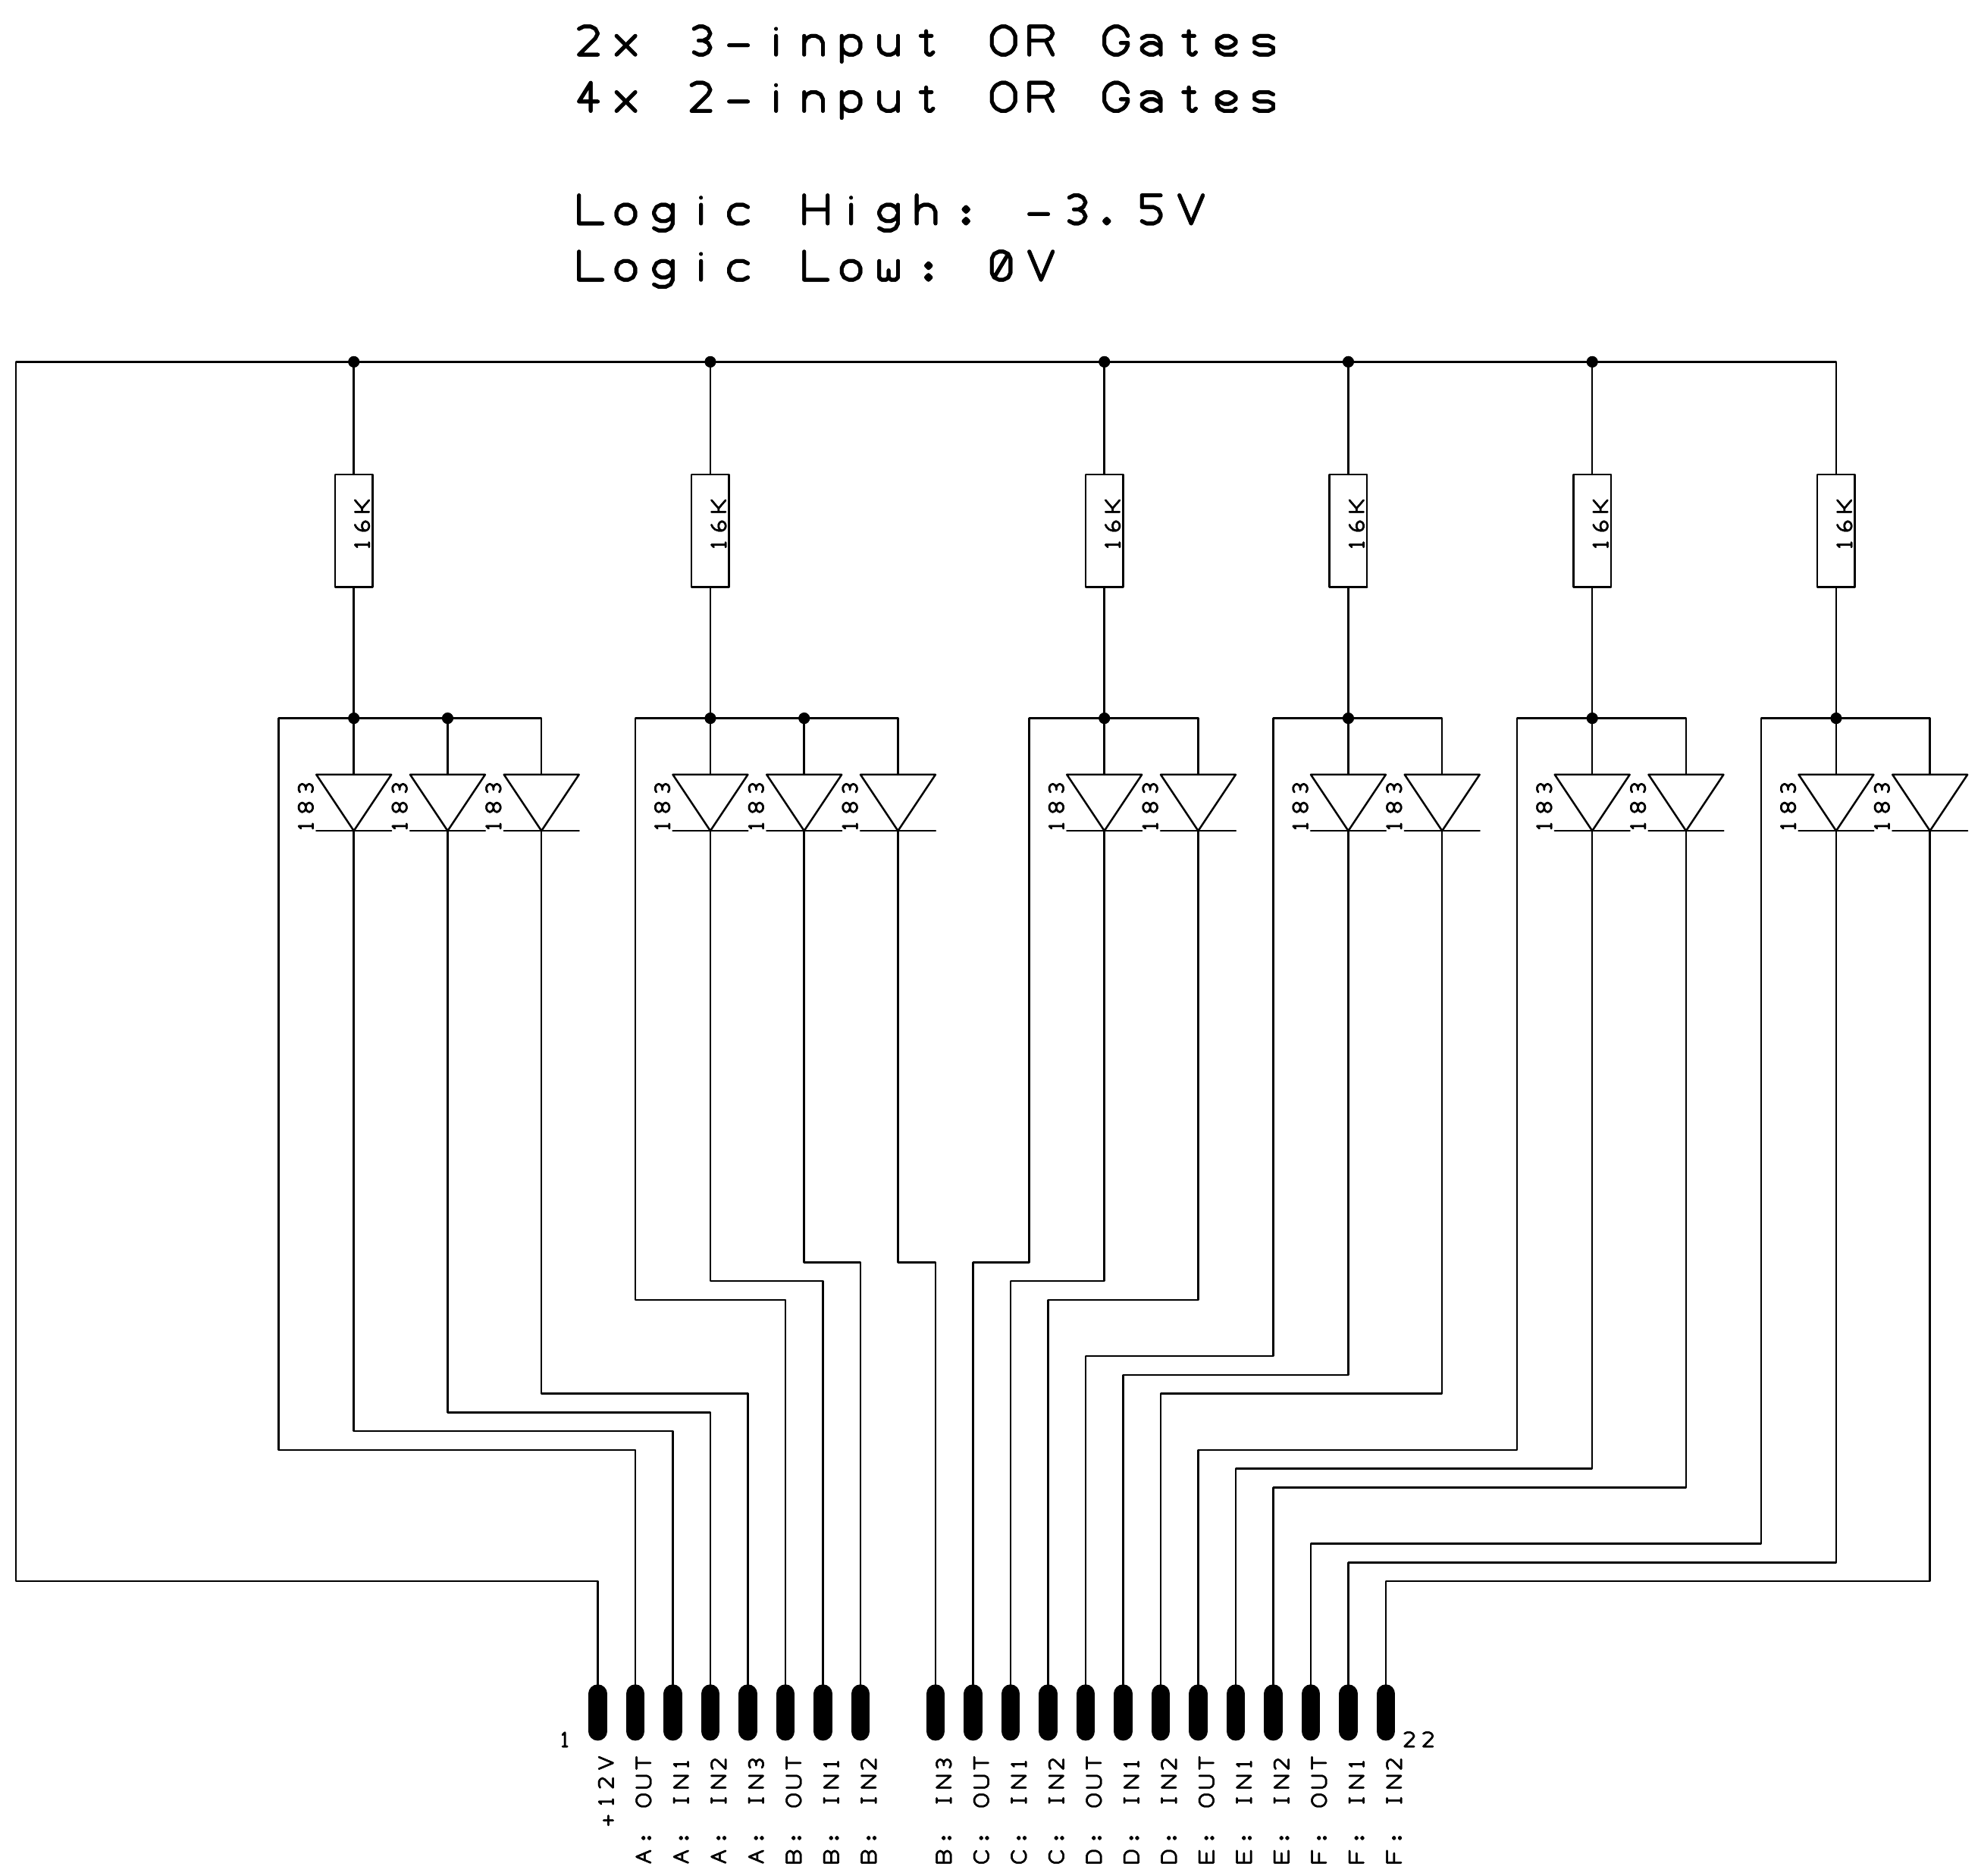 2x 3-input OR Gates
4x 2-input OR Gates
Logic High: -3.5V
Logic Low: 0V
16K
16K
16K
16K
16K
16K
183
183
183
183
183
183
183
183
183
183
183
183
183
183
1
22
+12V
A: OUT
A: IN1
A: IN2
A: IN3
B: OUT
B: IN1
B: IN2
B: IN3
C: OUT
C: IN1
C: IN2
D: OUT
D: IN1
D: IN2
E: OUT
E: IN1
E: IN2
F: OUT
F: IN1
F: IN2